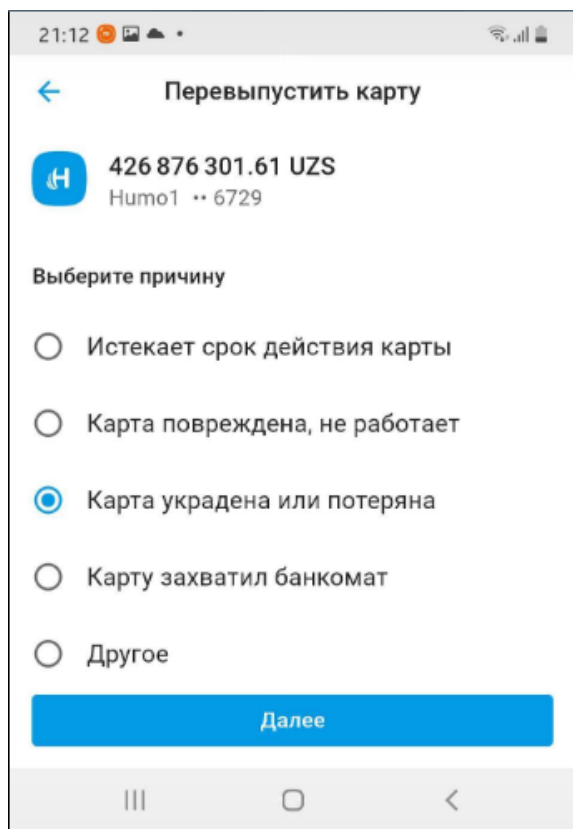 21:12
Перевыпустить карту
426 876 301.61 UZS
Humo1 •• 6729
Выберите причину
Истекает срок действия карты
Карта повреждена, не работает
Карта украдена или потеряна
Карту захватил банкомат
Другое
Далее